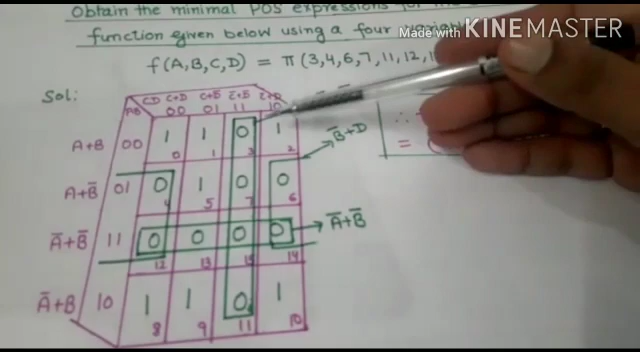 Obtain the minimal POS expressions for the
function given below using a four variable
Made with KINEMASTER
f(A,B,C,D) = π(3,4,6,7,11,12,1
Sol:
AB CD C+D C+D̄ C̄+D̄ C̄+D
00 01 11 10
A+B 00 1 1 0 1
0 1 3 2
B̄+D
A+B̄ 01 0 1 0 0
4 5 7 6
Ā+B̄ 11 0 0 0 0 Ā+B̄
12 13 15 14
Ā+B 10 1 1 0 1
8 9 11 10
∴
= (